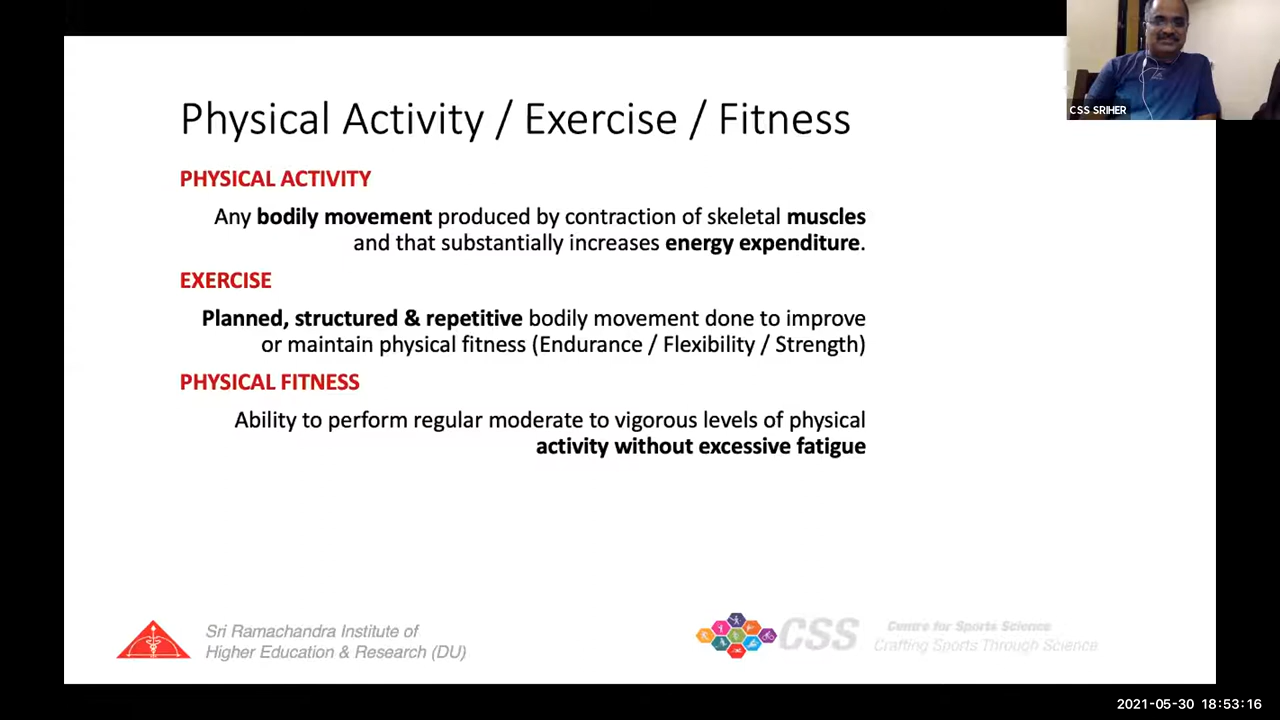 CSS SRIHER
Physical Activity / Exercise / Fitness
PHYSICAL ACTIVITY
Any bodily movement produced by contraction of skeletal muscles
and that substantially increases energy expenditure.
EXERCISE
Planned, structured & repetitive bodily movement done to improve
or maintain physical fitness (Endurance / Flexibility / Strength)
PHYSICAL FITNESS
Ability to perform regular moderate to vigorous levels of physical
activity without excessive fatigue
Sri Ramachandra Institute of
Higher Education & Research (DU)
CSS
Centre for Sports Science
Crafting Sports Through Science
2021-05-30 18:53:16